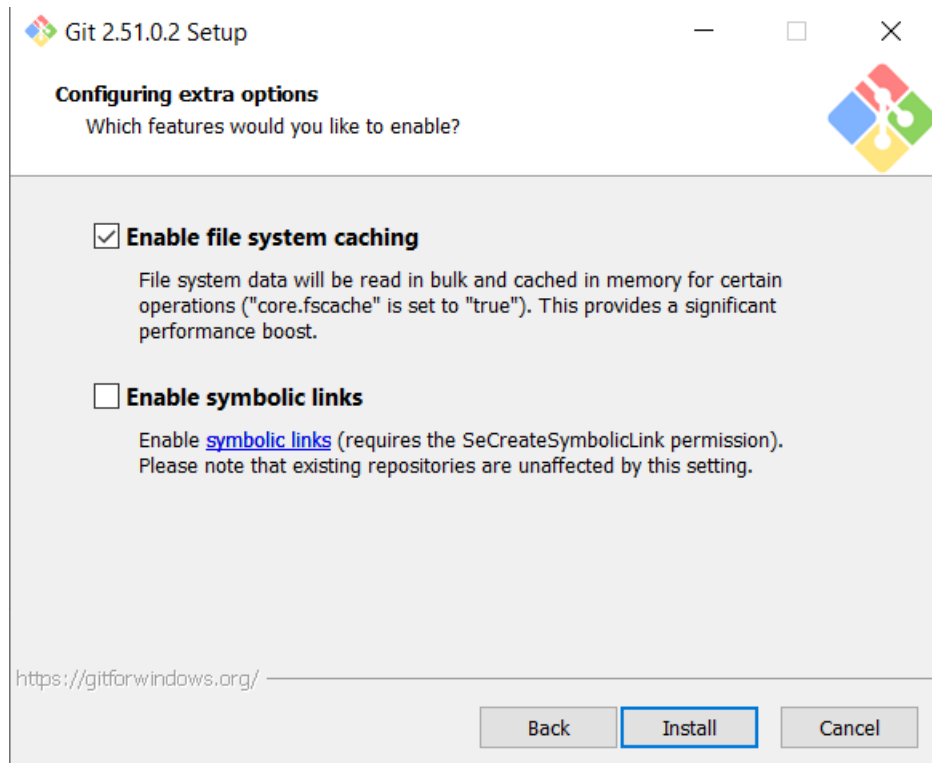 Git 2.51.0.2 Setup
Configuring extra options
Which features would you like to enable?
Enable file system caching
File system data will be read in bulk and cached in memory for certain
operations ("core.fscache" is set to "true"). This provides a significant
performance boost.
Enable symbolic links
Enable symbolic links (requires the SeCreateSymbolicLink permission).
Please note that existing repositories are unaffected by this setting.
https://gitforwindows.org/
Back Install Cancel